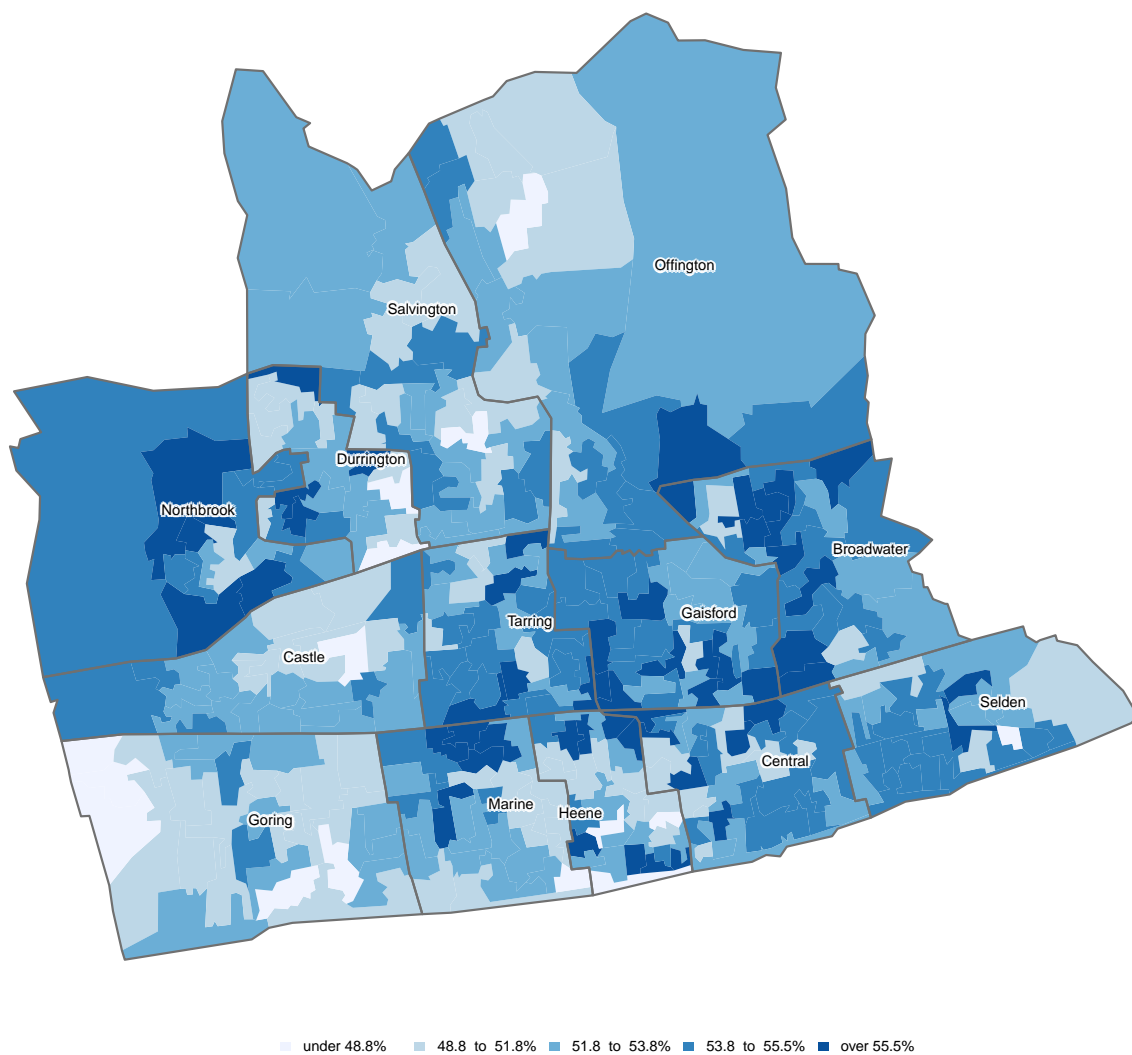 Offington
Salvington
Durrington
Northbrook
Broadwater
Gaisford
Tarring
Castle
Selden
Central
Marine
Heene
Goring
under 48.8% 48.8 to 51.8% 51.8 to 53.8% 53.8 to 55.5% over 55.5%